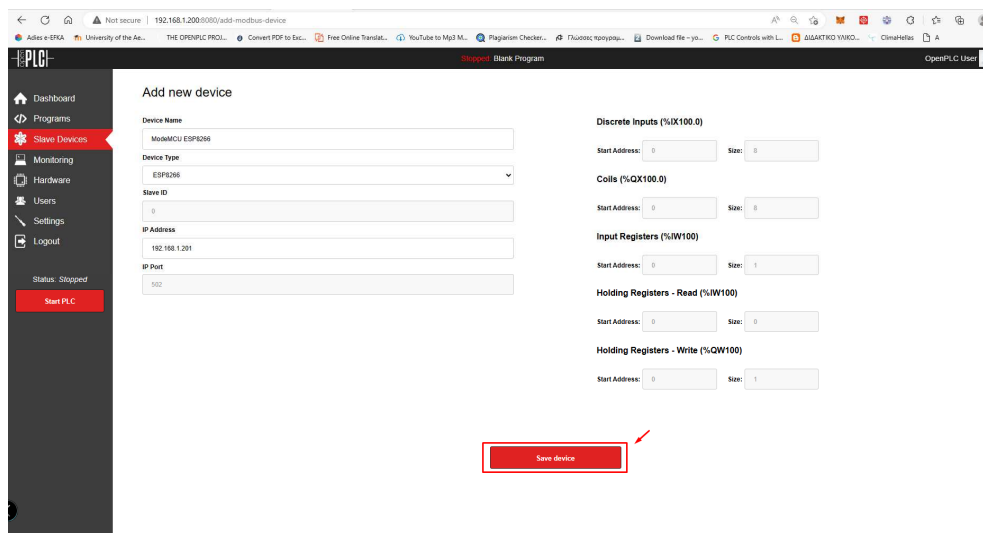 Not secure | 192.168.1.200:8080/add-modbus-device
Adies e-EFKA University of the Ae... THE OPENPLC PROJ... Convert PDF to Exc... Free Online Translat... YouTube to Mp3 M... Plagiarism Checker... Γλώσσες προγραμ... Download file – yo... PLC Controls with L... ΔΙΔΑΚΤΙΚΟ ΥΛΙΚΟ... ClimaHellas A
PLC Stopped: Blank Program OpenPLC User
Dashboard
Programs
Slave Devices
Monitoring
Hardware
Users
Settings
Logout
Status: Stopped
Start PLC
Add new device
Device Name
ModeMCU ESP8266
Device Type
ESP8266
Slave ID
0
IP Address
192.168.1.201
IP Port
502
Discrete Inputs (%IX100.0)
Start Address: 0 Size: 8
Coils (%QX100.0)
Start Address: 0 Size: 8
Input Registers (%IW100)
Start Address: 0 Size: 1
Holding Registers - Read (%IW100)
Start Address: 0 Size: 0
Holding Registers - Write (%QW100)
Start Address: 0 Size: 1
Save device